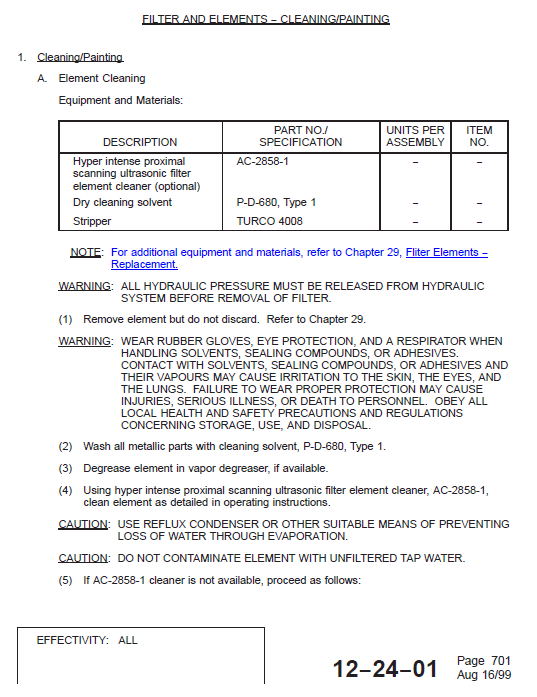 FILTER AND ELEMENTS – CLEANING/PAINTING
1. Cleaning/Painting
A. Element Cleaning
Equipment and Materials:
DESCRIPTION PART NO./ SPECIFICATION UNITS PER ASSEMBLY ITEM NO.
Hyper intense proximal AC-2858-1 – –
scanning ultrasonic filter
element cleaner (optional)
Dry cleaning solvent P-D-680, Type 1 – –
Stripper TURCO 4008 – –
NOTE: For additional equipment and materials, refer to Chapter 29, Fliter Elements –
Replacement.
WARNING: ALL HYDRAULIC PRESSURE MUST BE RELEASED FROM HYDRAULIC
SYSTEM BEFORE REMOVAL OF FILTER.
(1) Remove element but do not discard. Refer to Chapter 29.
WARNING: WEAR RUBBER GLOVES, EYE PROTECTION, AND A RESPIRATOR WHEN
HANDLING SOLVENTS, SEALING COMPOUNDS, OR ADHESIVES.
CONTACT WITH SOLVENTS, SEALING COMPOUNDS, OR ADHESIVES AND
THEIR VAPOURS MAY CAUSE IRRITATION TO THE SKIN, THE EYES, AND
THE LUNGS. FAILURE TO WEAR PROPER PROTECTION MAY CAUSE
INJURIES, SERIOUS ILLNESS, OR DEATH TO PERSONNEL. OBEY ALL
LOCAL HEALTH AND SAFETY PRECAUTIONS AND REGULATIONS
CONCERNING STORAGE, USE, AND DISPOSAL.
(2) Wash all metallic parts with cleaning solvent, P-D-680, Type 1.
(3) Degrease element in vapor degreaser, if available.
(4) Using hyper intense proximal scanning ultrasonic filter element cleaner, AC-2858-1,
clean element as detailed in operating instructions.
CAUTION: USE REFLUX CONDENSER OR OTHER SUITABLE MEANS OF PREVENTING
LOSS OF WATER THROUGH EVAPORATION.
CAUTION: DO NOT CONTAMINATE ELEMENT WITH UNFILTERED TAP WATER.
(5) If AC-2858-1 cleaner is not available, proceed as follows:
EFFECTIVITY: ALL
12–24–01 Page 701
Aug 16/99